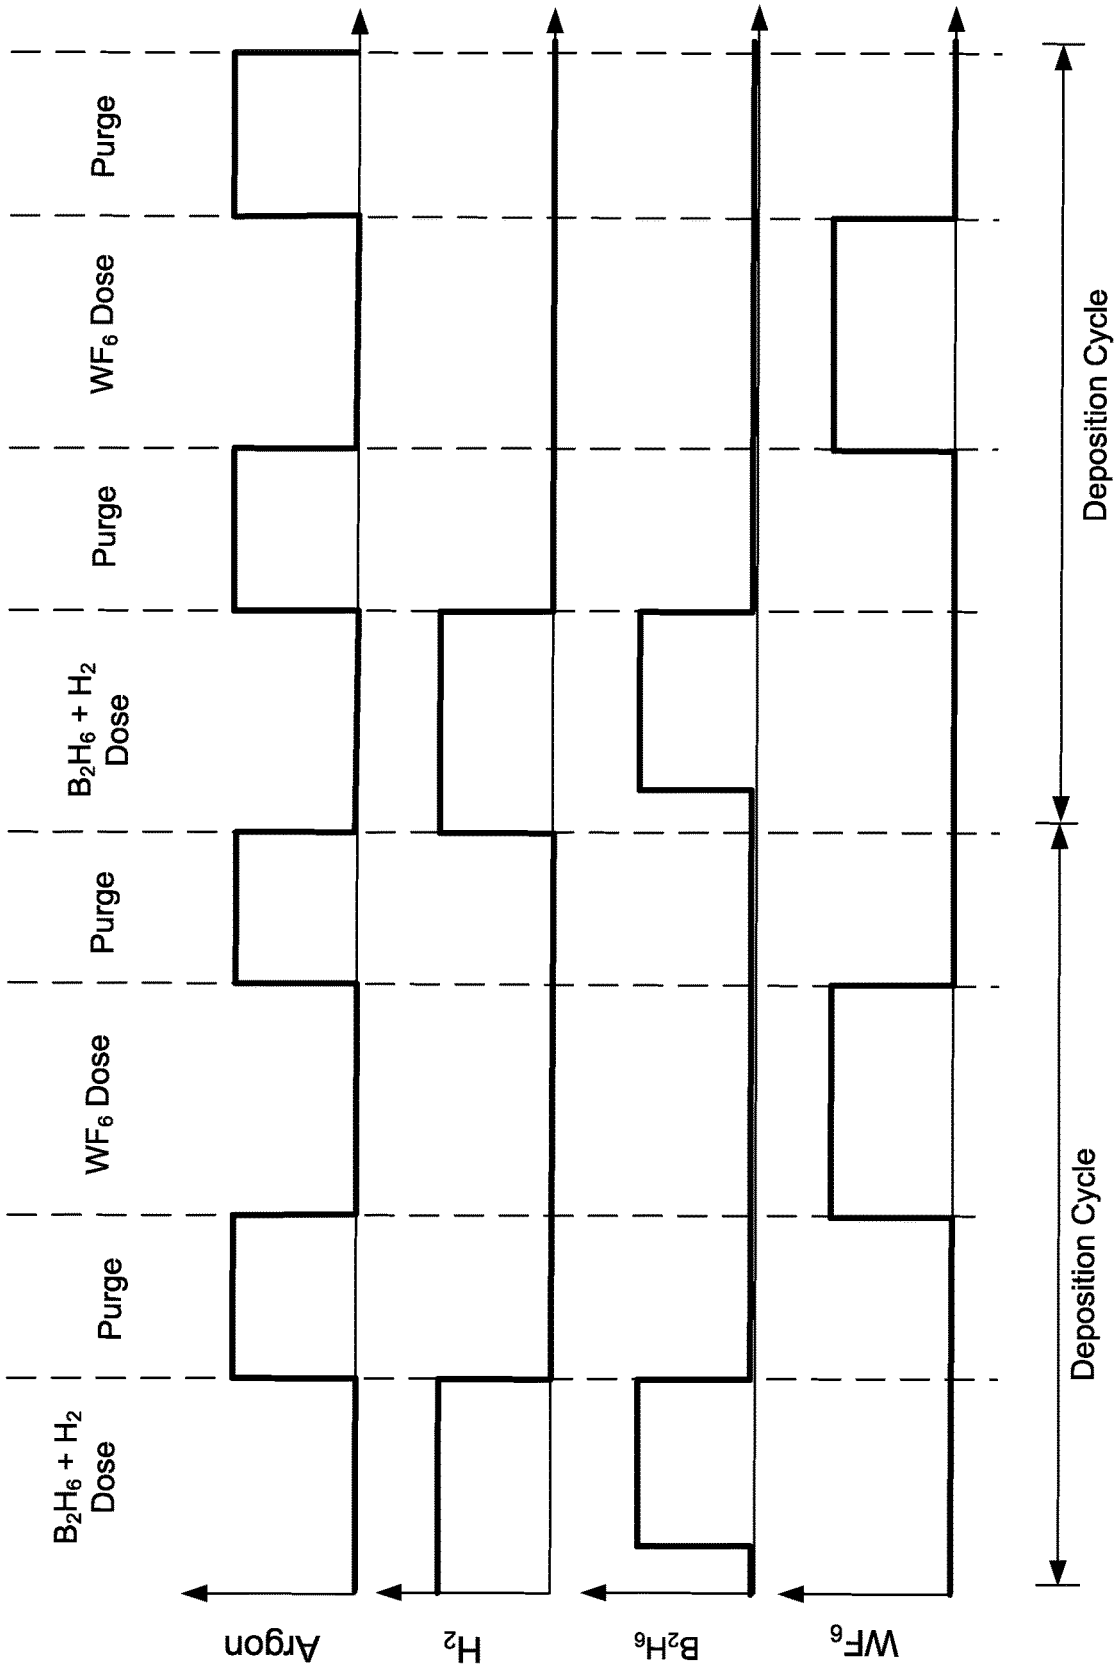 B₂H₆ + H₂
Dose
Purge
WF₆ Dose
Purge
B₂H₆ + H₂
Dose
Purge
WF₆ Dose
Purge
Argon
H₂
B₂H₆
WF₆
Deposition Cycle
Deposition Cycle